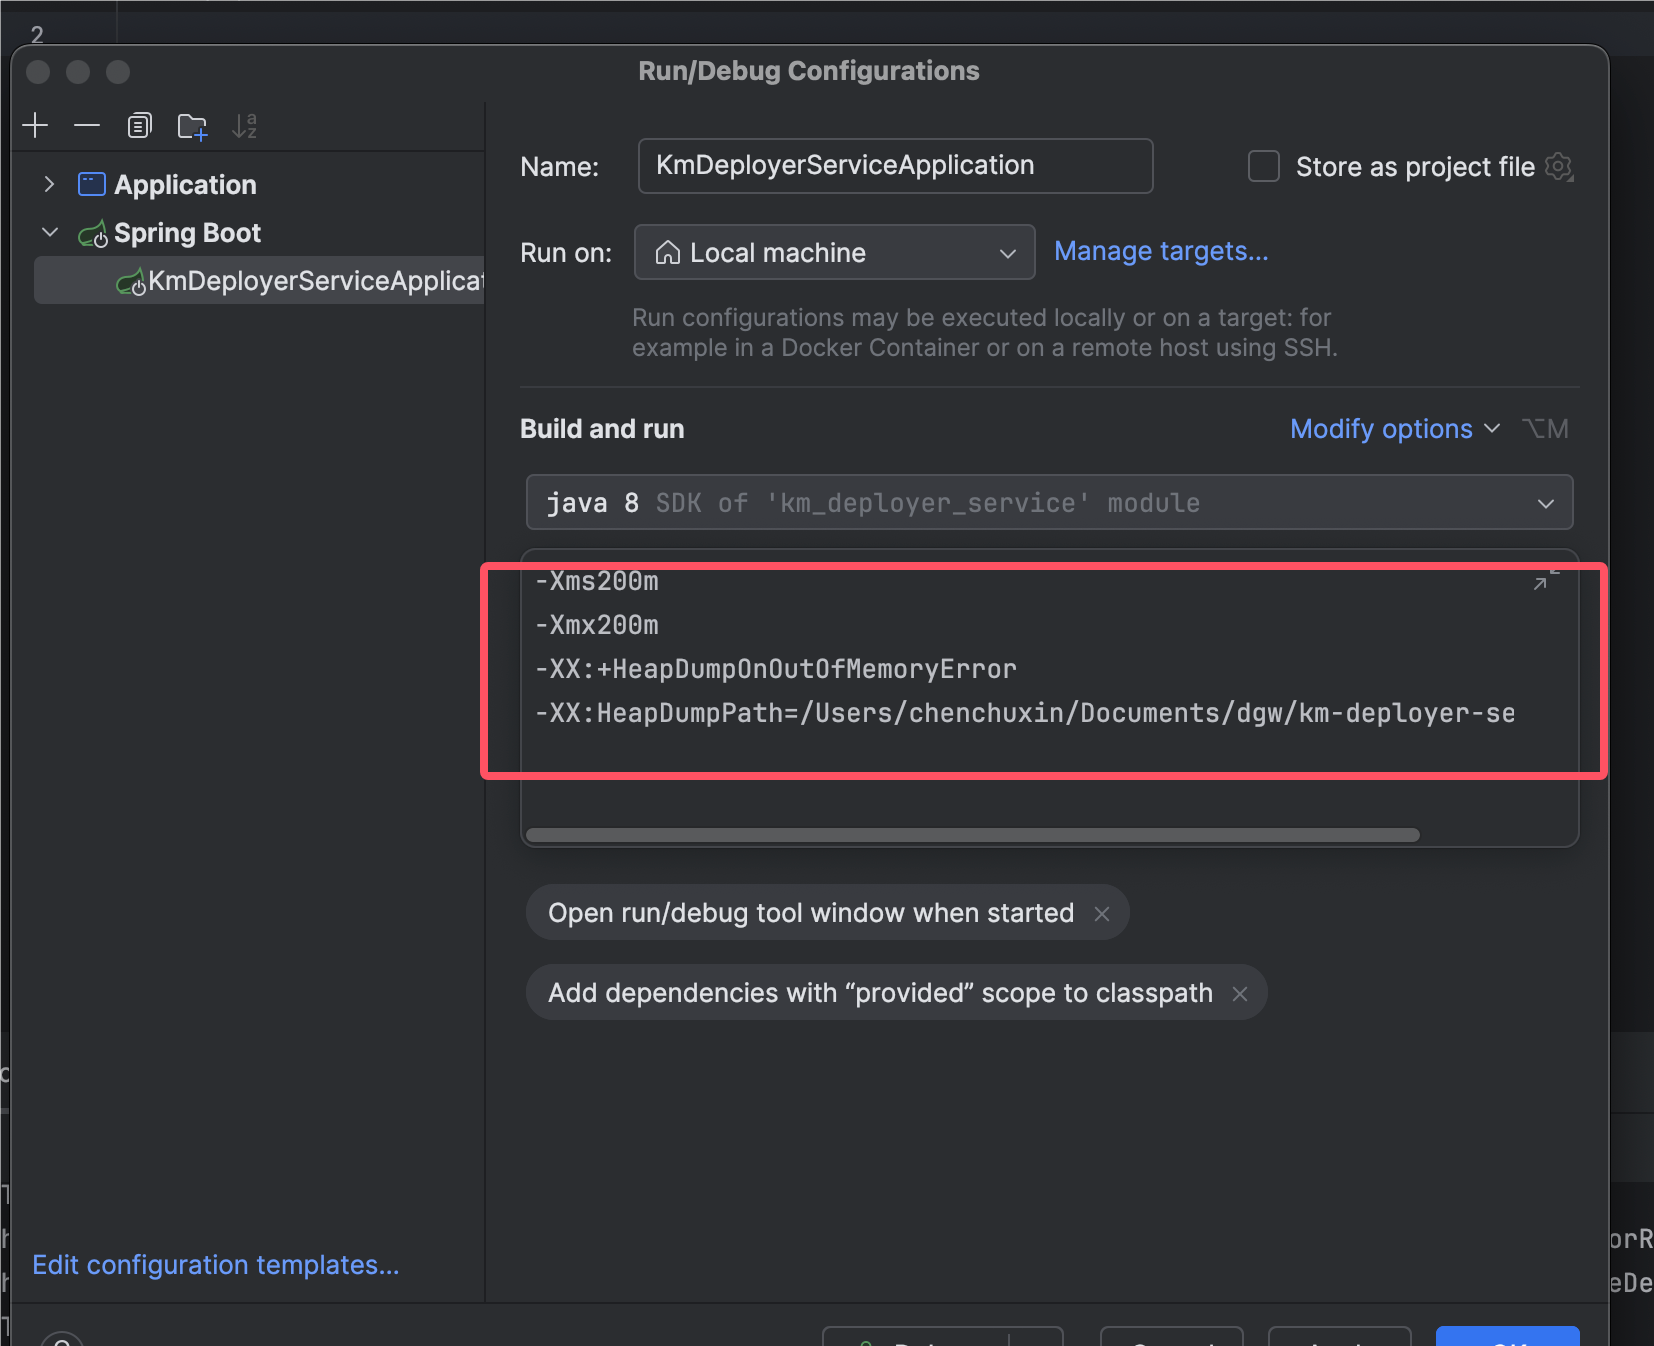 2
Run/Debug Configurations
Application
Spring Boot
KmDeployerServiceApplicat
Name:
KmDeployerServiceApplication
Store as project file
Run on:
Local machine
Manage targets...
Run configurations may be executed locally or on a target: for
example in a Docker Container or on a remote host using SSH.
Build and run
Modify options
⌥M
java 8 SDK of 'km_deployer_service' module
-Xms200m
-Xmx200m
-XX:+HeapDumpOnOutOfMemoryError
-XX:HeapDumpPath=/Users/chenchuxin/Documents/dgw/km-deployer-se
Open run/debug tool window when started
Add dependencies with “provided” scope to classpath
Edit configuration templates...
orR
eDe